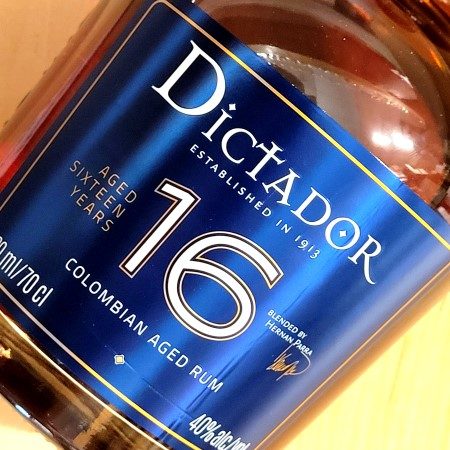 DICTADOR
ESTABLISHED IN 1913
AGED
SIXTEEN
YEARS
16
BLENDED BY
HERNAN PARRA
COLOMBIAN AGED RUM
ml/70 cl
40% alc/